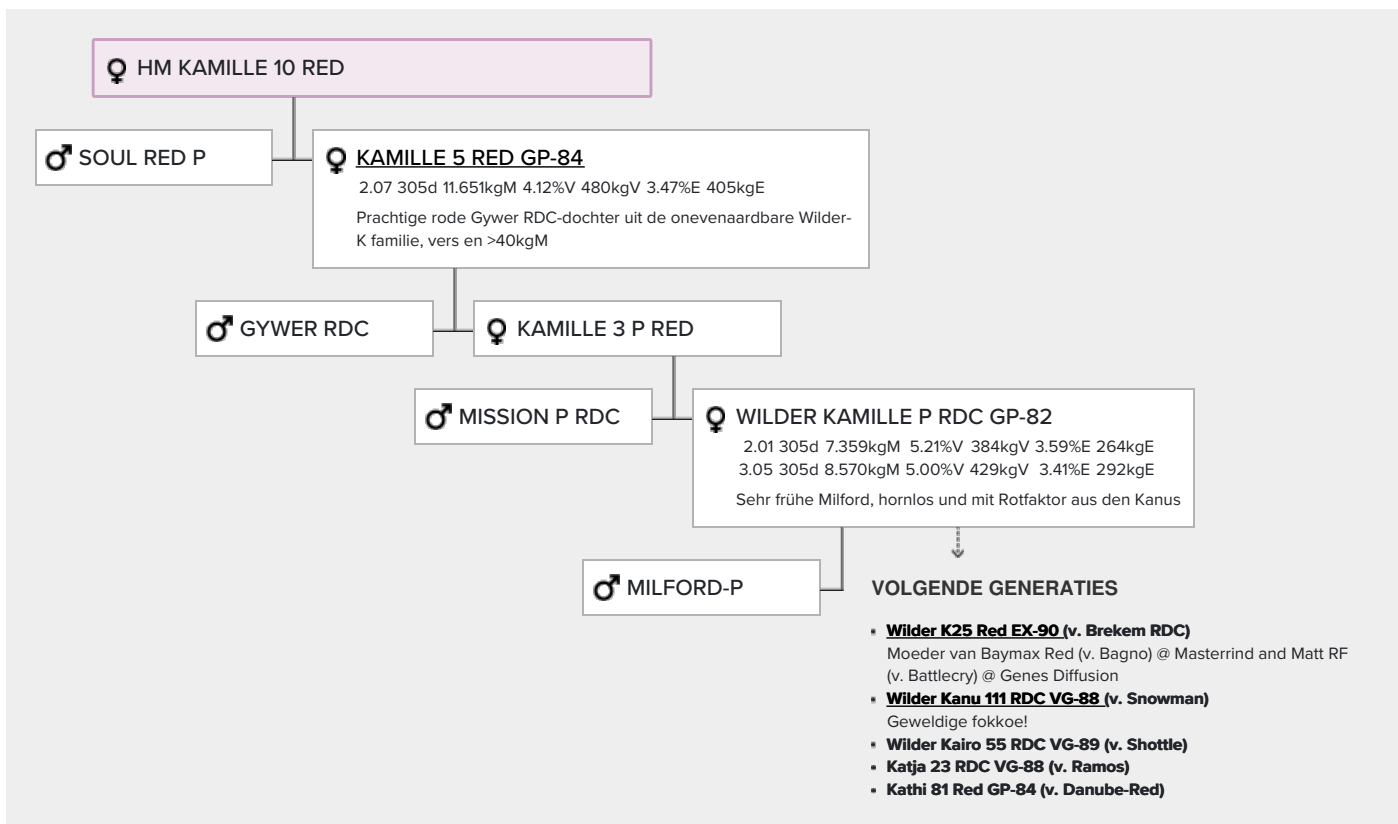 HM KAMILLE 10 RED
SOUL RED P
KAMILLE 5 RED GP-84
2.07 305d 11.651kgM 4.12%V 480kgV 3.47%E 405kgE
Prachtige rode Gywer RDC-dochter uit de onevenaardbare Wilder-
K familie, vers en >40kgM
GYWER RDC
KAMILLE 3 P RED
MISSION P RDC
WILDER KAMILLE P RDC GP-82
2.01 305d 7.359kgM 5.21%V 384kgV 3.59%E 264kgE
3.05 305d 8.570kgM 5.00%V 429kgV 3.41%E 292kgE
Sehr frühe Milford, hornlos und mit Rotfaktor aus den Kanus
MILFORD-P
VOLGENDE GENERATIES
Wilder K25 Red EX-90 (v. Brekem RDC)
Moeder van Baymax Red (v. Bagno) @ Masterrind and Matt RF
(v. Battlecry) @ Genes Diffusion
Wilder Kanu 111 RDC VG-88 (v. Snowman)
Geweldige fokkoe!
Wilder Kairo 55 RDC VG-89 (v. Shottle)
Katja 23 RDC VG-88 (v. Ramos)
Kathi 81 Red GP-84 (v. Danube-Red)